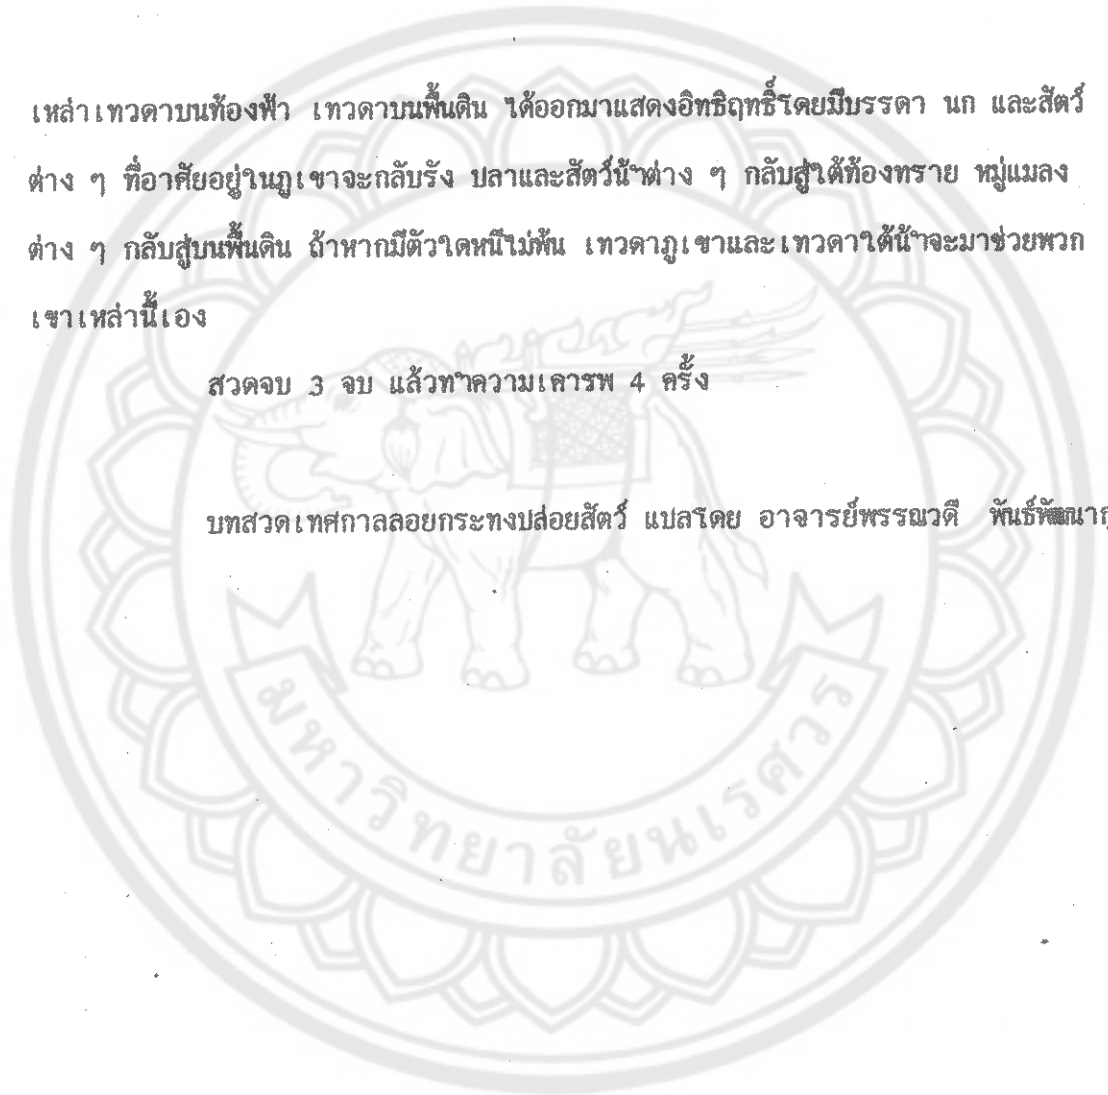 เหล่าเทวดาบนท้องฟ้า เทวดาบนพื้นดิน ได้ออกมาแสดงอิทธิฤทธิ์โดยมีบรรดา นก และสัตว์
ต่าง ๆ ที่อาศัยอยู่ในภูเขาจะกลับรัง ปลาและสัตว์น้ำต่าง ๆ กลับสู่ใต้ท้องทราย หมู่แมลง
ต่าง ๆ กลับสู่บนพื้นดิน ถ้าหากมีตัวใดหนีไม่พ้น เทวดาภูเขาและเทวดาใต้น้ำจะมาช่วยพวก
เขาเหล่านี้เอง
สวดจบ 3 จบ แล้วทำความเคารพ 4 ครั้ง
บทสวดเทศกาลลอยกระทงปล่อยสัตว์ แปลโดย อาจารย์พรรณวดี
มหาวิทยาลัยนเรศวร